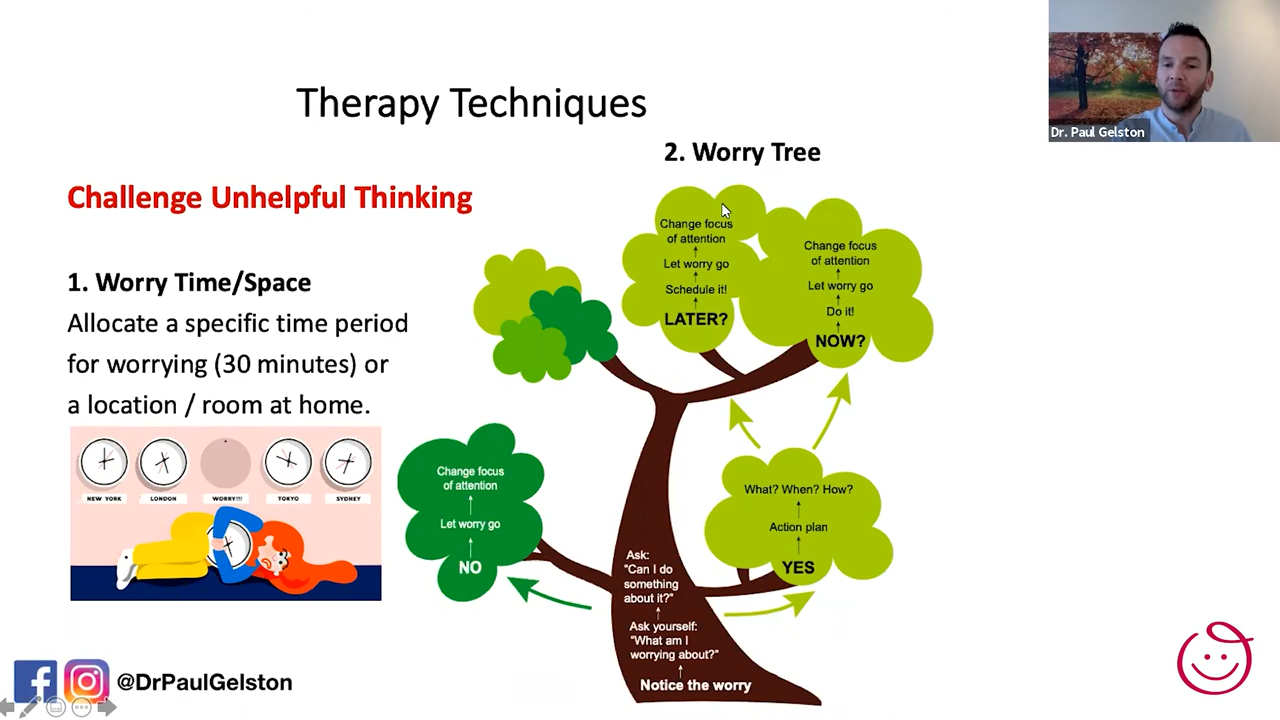 Therapy Techniques
Dr. Paul Gelston
2. Worry Tree
Challenge Unhelpful Thinking
1. Worry Time/Space
Allocate a specific time period
for worrying (30 minutes) or
a location / room at home.
NEW YORK
LONDON
WORRY!!!
TOKYO
SYDNEY
Change focus
of attention
Let worry go
Schedule it!
LATER?
Change focus
of attention
Let worry go
Do it!
NOW?
Change focus
of attention
Let worry go
NO
What? When? How?
Action plan
YES
Ask:
"Can I do
something
about it?"
Ask yourself:
"What am I
worrying about?"
Notice the worry
@DrPaulGelston